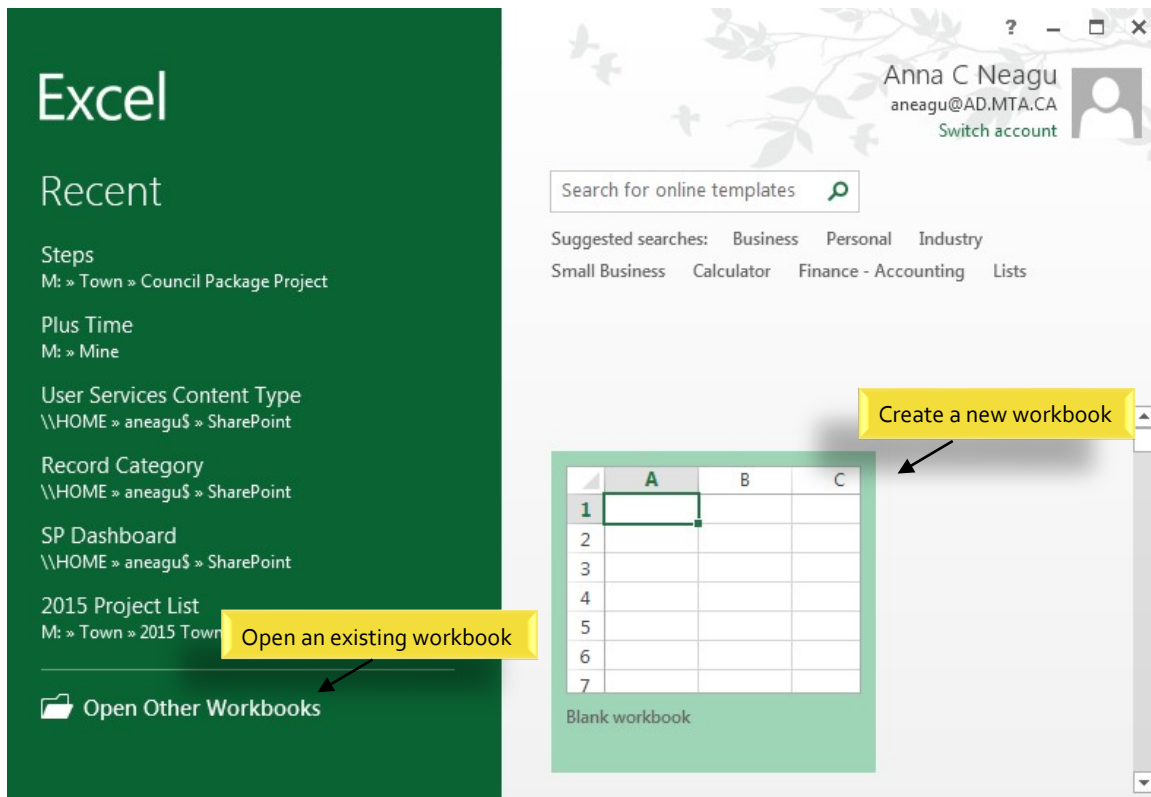 Excel
Recent
Steps
M: » Town » Council Package Project
Plus Time
M: » Mine
User Services Content Type
\\HOME » aneagu$ » SharePoint
Record Category
\\HOME » aneagu$ » SharePoint
SP Dashboard
\\HOME » aneagu$ » SharePoint
2015 Project List
M: » Town » 2015 Town
Open an existing workbook
Open Other Workbooks
?
Anna C Neagu
aneagu@AD.MTA.CA
Switch account
Search for online templates
Suggested searches: Business Personal Industry
Small Business Calculator Finance - Accounting Lists
Create a new workbook
A B C
1
2
3
4
5
6
7
Blank workbook